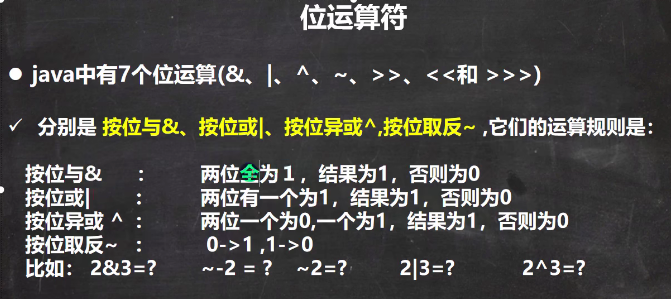 位运算符
● java中有7个位运算(&、|、^、~、>>、<<和 >>>)
✓ 分别是 按位与&、按位或|、按位异或^,按位取反~ ,它们的运算规则是：
按位与& ： 两位全为１，结果为1，否则为0
按位或| ： 两位有一个为1，结果为1，否则为0
按位异或 ^ ： 两位一个为0,一个为1，结果为1，否则为0
按位取反~ ： 0->1 ,1->0
比如： 2&3=? ~-2 = ? ~2=? 2|3=? 2^3=?